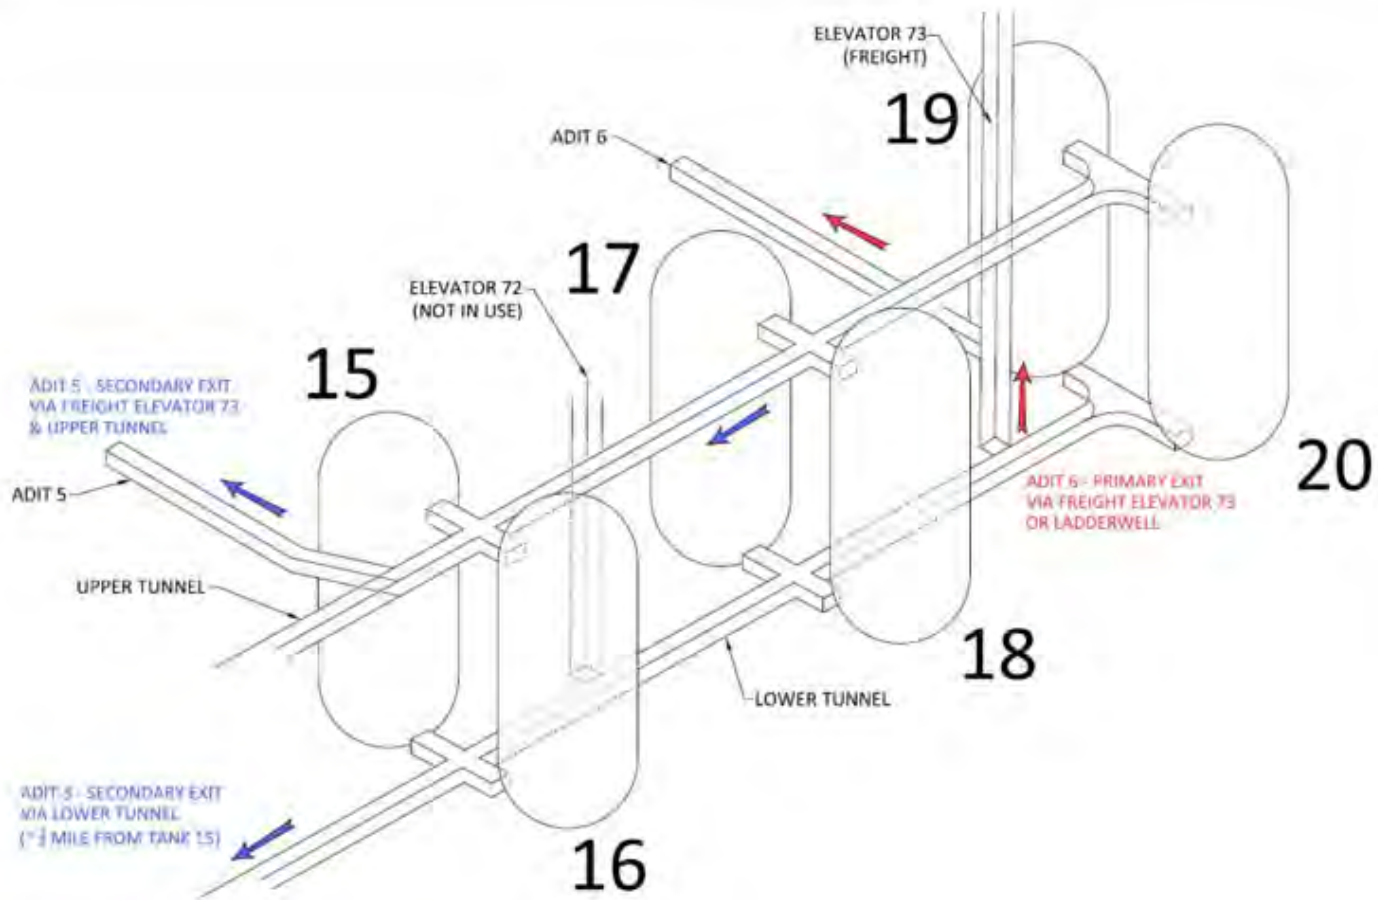 ELEVATOR 73
(FREIGHT)
19
ADIT 6
17
ELEVATOR 72
(NOT IN USE)
15
ADIT 5 - SECONDARY EXIT
VIA FREIGHT ELEVATOR 73
& UPPER TUNNEL
ADIT 5
20
ADIT 6 - PRIMARY EXIT
VIA FREIGHT ELEVATOR 73
OR LADDERWELL
UPPER TUNNEL
18
LOWER TUNNEL
ADIT 3 - SECONDARY EXIT
VIA LOWER TUNNEL
MILE FROM TANK 15)
16